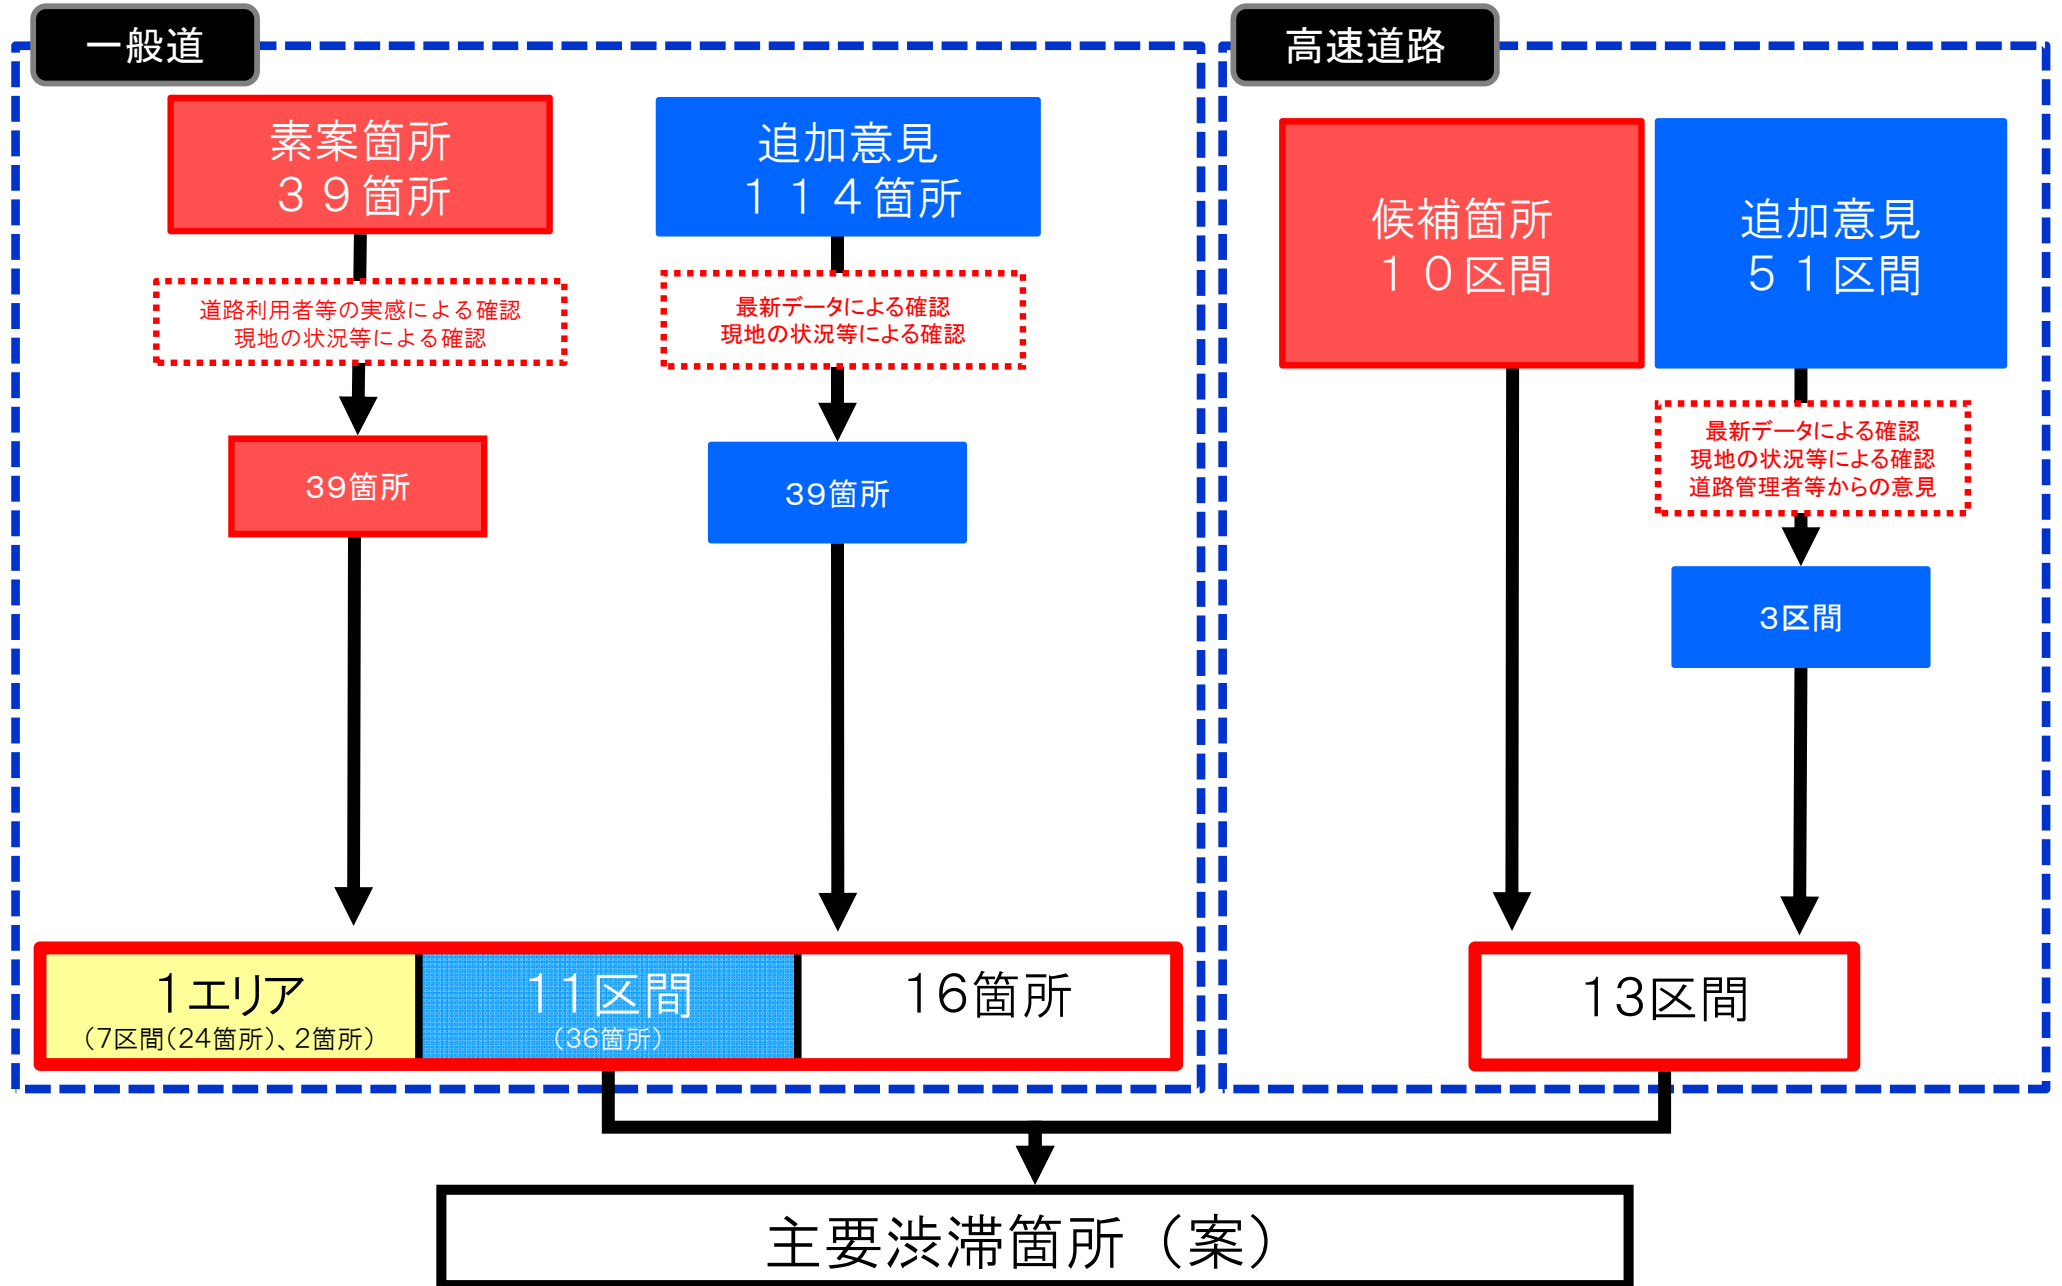 一般道
素案箇所
３９箇所
追加意見
１１４箇所
道路利用者等の実感による確認
現地の状況等による確認
最新データによる確認
現地の状況等による確認
39箇所
39箇所
1エリア
(7区間(24箇所)、2箇所)
11区間
(36箇所)
16箇所
高速道路
候補箇所
１０区間
追加意見
５１区間
最新データによる確認
現地の状況等による確認
道路管理者等からの意見
3区間
13区間
主要渋滞箇所（案）